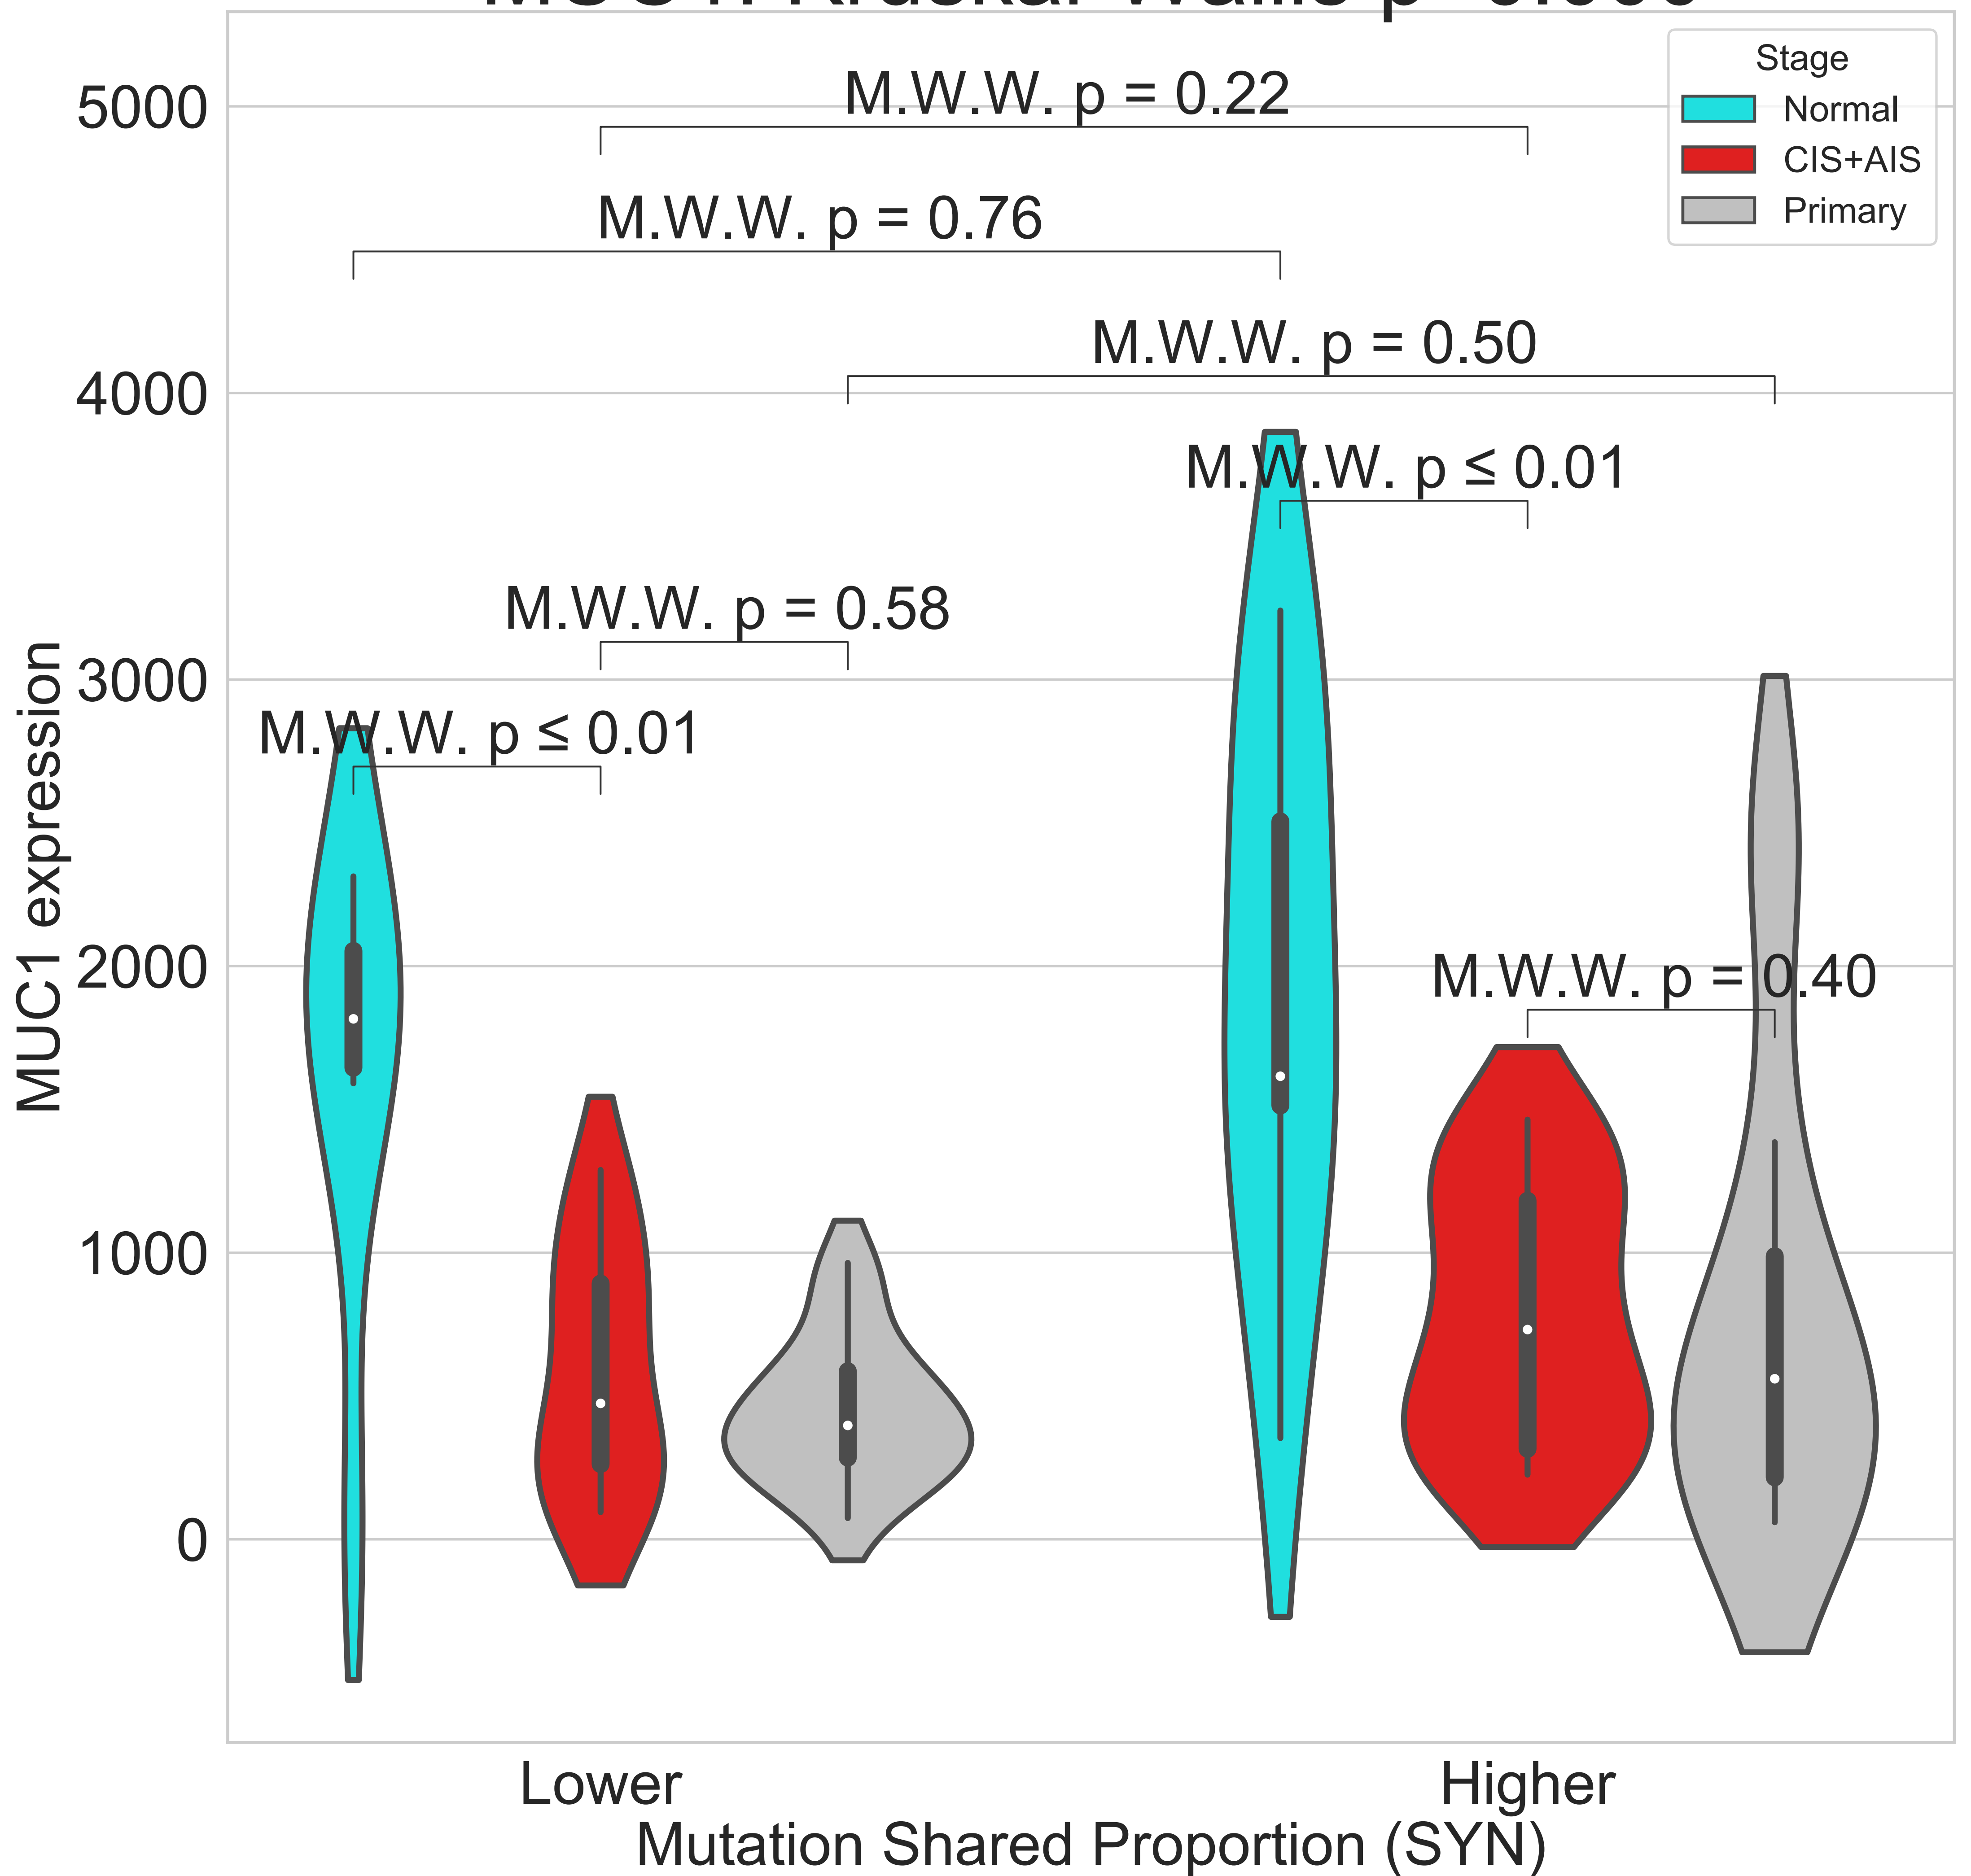 Stage
Normal
CIS+AIS
Primary
M.W.W. p = 0.22
M.W.W. p = 0.76
M.W.W. p = 0.50
M.W.W. p ≤ 0.01
M.W.W. p = 0.58
M.W.W. p ≤ 0.01
M.W.W. p = 0.40
5000
4000
3000
2000
1000
0
MUC1 expression
Lower
Higher
Mutation Shared Proportion (SYN)